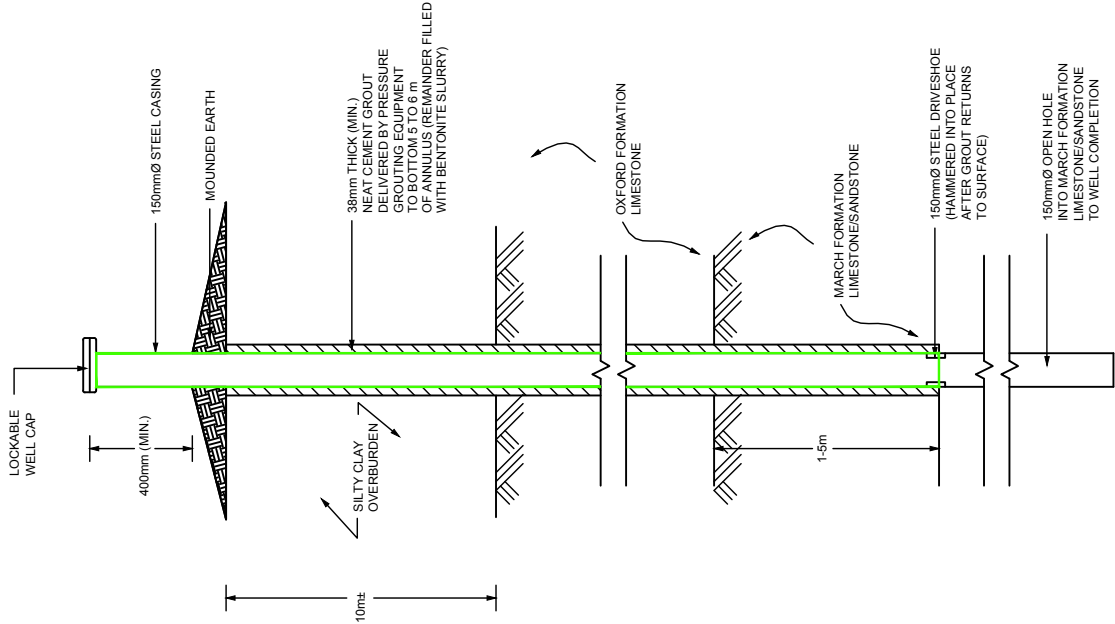 LOCKABLE
WELL CAP
400mm (MIN.)
150mmØ STEEL CASING
MOUNDED EARTH
38mm THICK (MIN.)
NEAT CEMENT GROUT
DELIVERED BY PRESSURE
GROUTING EQUIPMENT
TO BOTTOM 5 TO 6 m
OF ANNULUS (REMAINDER FILLED
WITH BENTONITE SLURRY)
SILTY CLAY
OVERBURDEN
10m±
OXFORD FORMATION
LIMESTONE
MARCH FORMATION
LIMESTONE/SANDSTONE
1-5m
150mmØ STEEL DRIVESHOE
(HAMMERED INTO PLACE
AFTER GROUT RETURNS
TO SURFACE)
150mmØ OPEN HOLE
INTO MARCH FORMATION
LIMESTONE/SANDSTONE
TO WELL COMPLETION